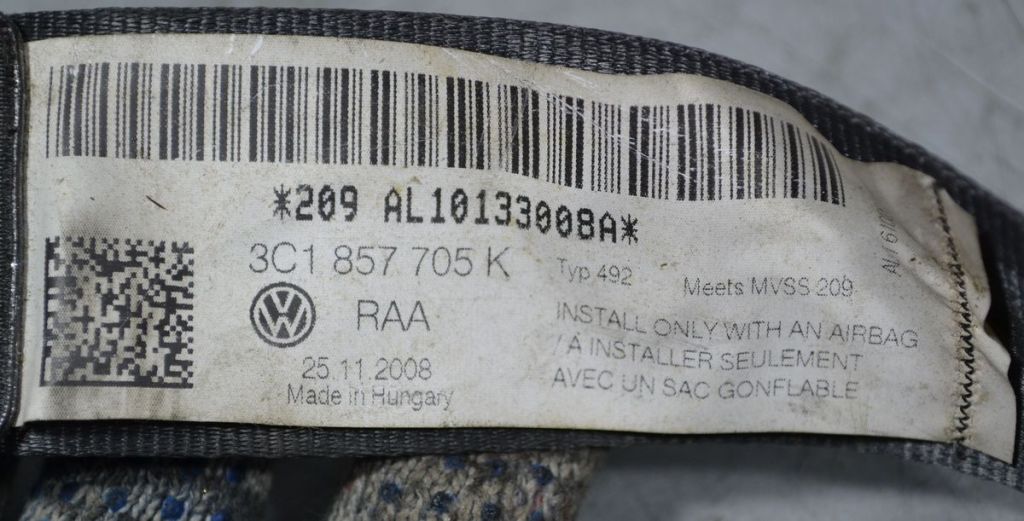 *209 AL10133008A*
3C1 857 705 K
Typ 492
Meets MVSS 209
RAA
25.11.2008
Made in Hungary
INSTALL ONLY WITH AN AIRBAG
/ A INSTALLER SEULEMENT
AVEC UN SAC GONFLABLE